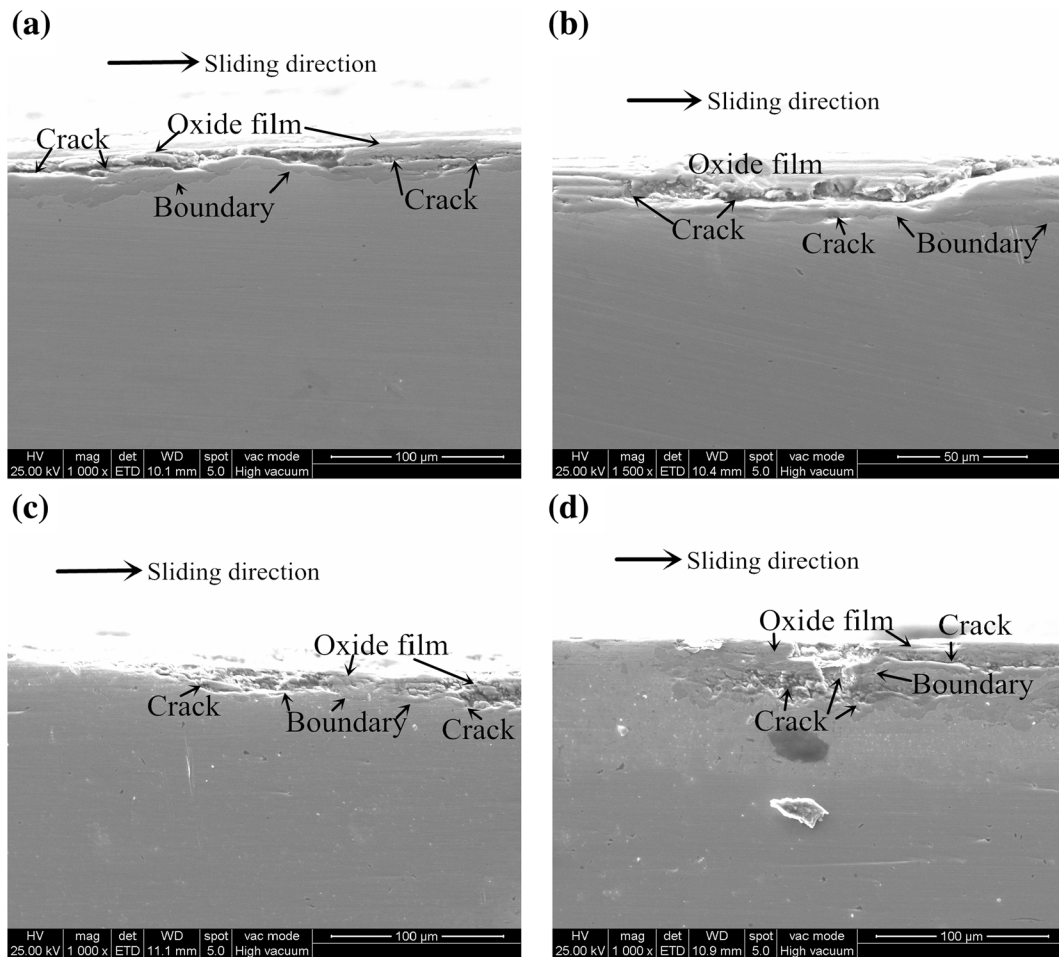 (a)
Sliding direction
Oxide film
Crack
Boundary
Crack
HV mag det WD spot vac mode
25.00 kV 1 000 x ETD 10.1 mm 5.0 High vacuum 100 µm
(b)
Sliding direction
Oxide film
Crack
Crack
Boundary
HV mag det WD spot vac mode
25.00 kV 1 500 x ETD 10.4 mm 5.0 High vacuum 50 µm
(c)
Sliding direction
Oxide film
Crack
Boundary
Crack
HV mag det WD spot vac mode
25.00 kV 1 000 x ETD 11.1 mm 5.0 High vacuum 100 µm
(d)
Sliding direction
Oxide film
Crack
Boundary
Crack
HV mag det WD spot vac mode
25.00 kV 1 000 x ETD 10.9 mm 5.0 High vacuum 100 µm